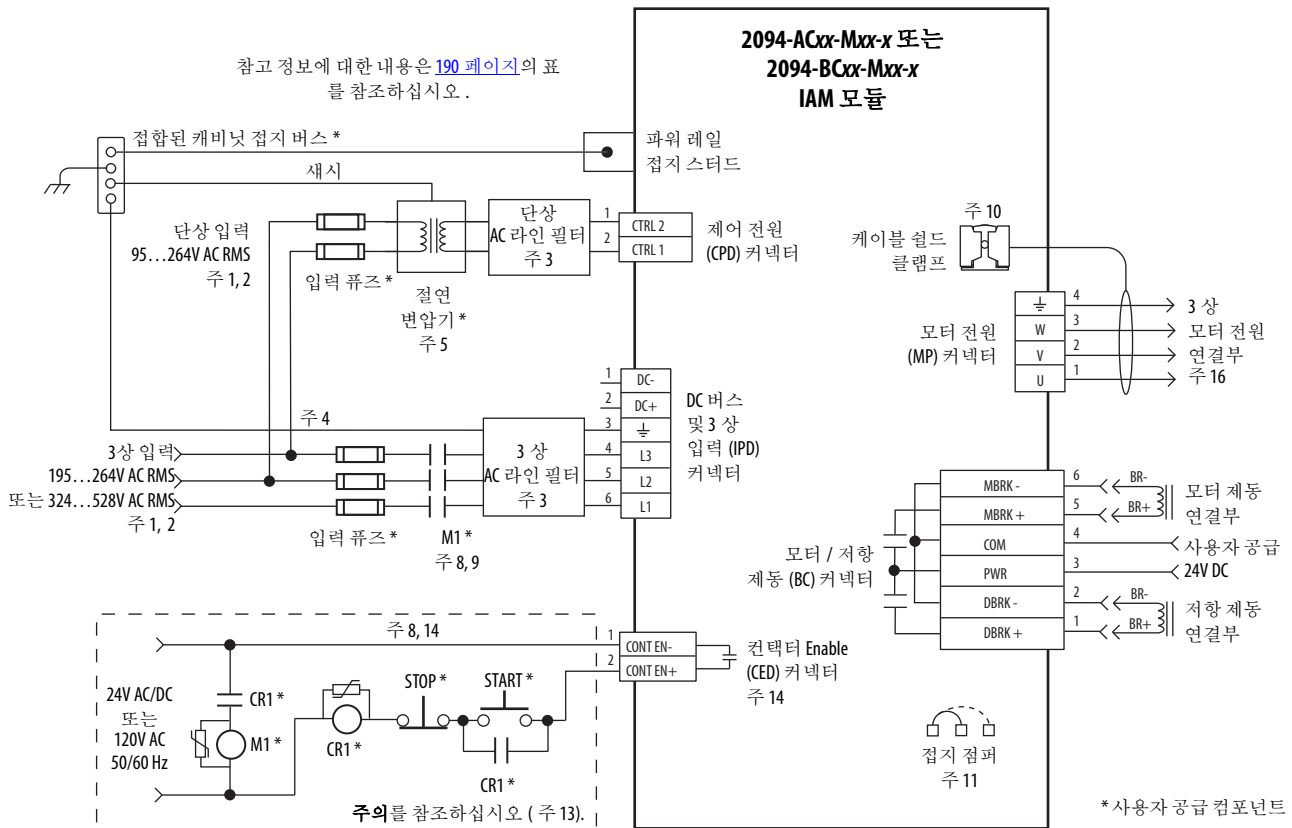 2094-ACxx-Mxx-x 또는
2094-BCxx-Mxx-x
IAM 모듈
참고 정보에 대한 내용은 190 페이지의 표
를 참조하십시오 .
접합된 캐비닛 접지 버스 *
섀시
파워 레일
접지 스터드
단상 입력
95…264V AC RMS
주 1, 2
입력 퓨즈 *
절연
변압기 *
주 5
단상
AC 라인 필터
주 3
1
2
CTRL 2
CTRL 1
제어 전원
(CPD) 커넥터
주 10
케이블 쉴드
클램프
모터 전원
(MP) 커넥터
W
V
U
4
3
2
1
3 상
모터 전원
연결부
주 16
주 4
3상 입력
195…264V AC RMS
또는 324…528V AC RMS
주 1, 2
입력 퓨즈 *
M1 *
주 8, 9
3 상
AC 라인 필터
주 3
1
2
3
4
5
6
DC-
DC+
L3
L2
L1
DC 버스
및 3 상
입력 (IPD)
커넥터
모터 / 저항
제동 (BC) 커넥터
MBRK -
MBRK +
COM
PWR
DBRK -
DBRK +
6
5
4
3
2
1
BR-
BR+
모터 제동
연결부
사용자 공급
24V DC
BR-
BR+
저항 제동
연결부
주 8, 14
1
2
CONT EN-
CONT EN+
컨택터 Enable
(CED) 커넥터
주 14
24V AC/DC
또는
120V AC
50/60 Hz
CR1 *
M1 *
CR1 *
STOP *
START *
CR1 *
주의를 참조하십시오 ( 주 13).
접지 점퍼
주 11
* 사용자 공급 컴포넌트